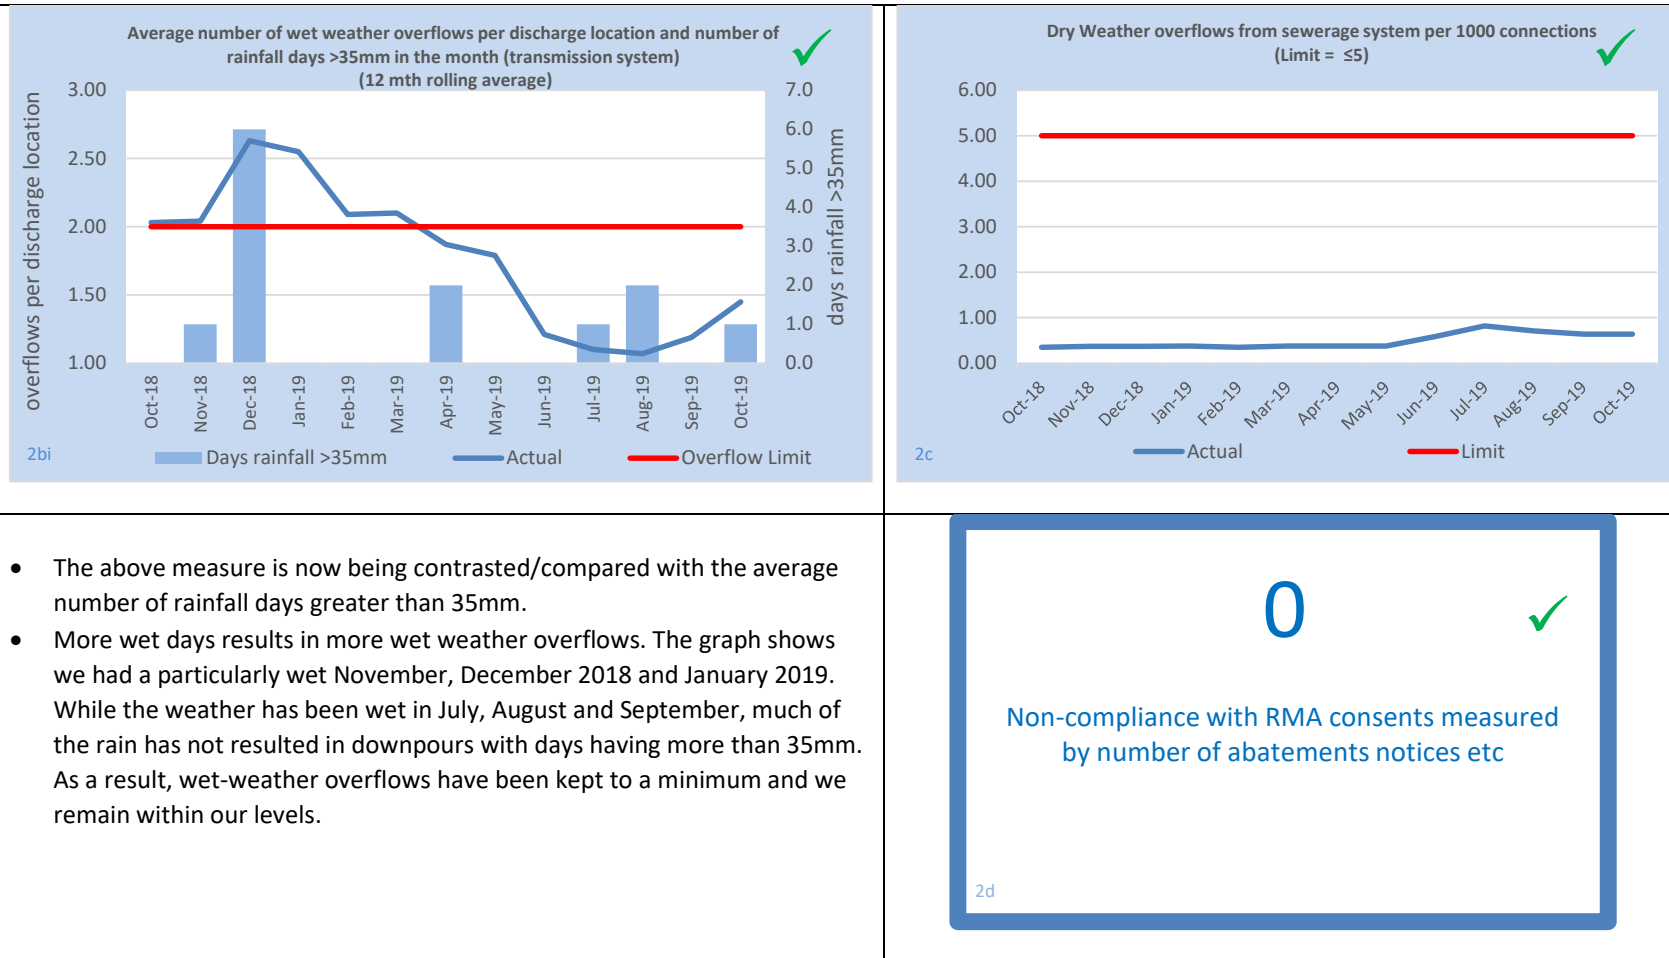 Average number of wet weather overflows per discharge location and number of
rainfall days >35mm in the month (transmission system)
(12 mth rolling average)
overflows per discharge location
3.00
2.50
2.00
1.50
1.00
7.0
6.0
5.0
4.0
3.0
2.0
1.0
0.0
days rainfall >35mm
Oct-18
Nov-18
Dec-18
Jan-19
Feb-19
Mar-19
Apr-19
May-19
Jun-19
Jul-19
Aug-19
Sep-19
Oct-19
2bi
Days rainfall >35mm
Actual
Overflow Limit
Dry Weather overflows from sewerage system per 1000 connections
(Limit = ≤5)
6.00
5.00
4.00
3.00
2.00
1.00
0.00
Oct-18
Nov-18
Dec-18
Jan-19
Feb-19
Mar-19
Apr-19
May-19
Jun-19
Jul-19
Aug-19
Sep-19
Oct-19
2c
Actual
Limit
• The above measure is now being contrasted/compared with the average
number of rainfall days greater than 35mm.
• More wet days results in more wet weather overflows. The graph shows
we had a particularly wet November, December 2018 and January 2019.
While the weather has been wet in July, August and September, much of
the rain has not resulted in downpours with days having more than 35mm.
As a result, wet-weather overflows have been kept to a minimum and we
remain within our levels.
0
Non-compliance with RMA consents measured
by number of abatements notices etc
2d